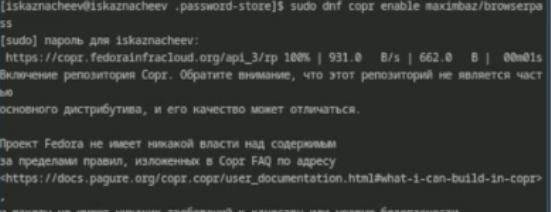 [iskaznacheev@iskaznacheev .password-store]$ sudo dnf copr enable maximbaz/browserpa
ss
[sudo] пароль для iskaznacheev:
https://copr.fedorainfracloud.org/api_3/rp 100% | 931.0 B/s | 662.0 B | 00m01s
Включение репозитория Copr. Обратите внимание, что этот репозиторий не является част
ью
основного дистрибутива, и его качество может отличаться.
Проект Fedora не имеет никакой власти над содержимым
за пределами правил, изложенных в Copr FAQ по адресу
<https://docs.pagure.org/copr.copr/user_documentation.html#what-i-can-build-in-copr>
,